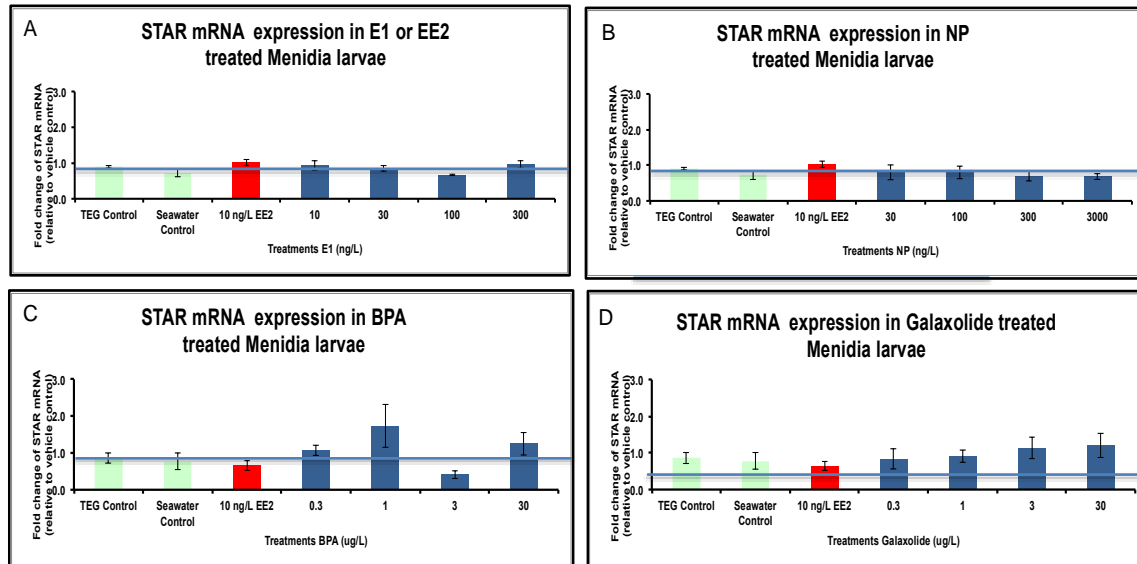 A
STAR mRNA expression in E1 or EE2
treated Menidia larvae
Fold change of STAR mRNA
(relative to vehicle control)
3.0
2.0
1.0
0.0
TEG Control
Seawater
Control
10 ng/L EE2
10
30
100
300
Treatments E1 (ng/L)
B
STAR mRNA expression in NP
treated Menidia larvae
Fold change of STAR mRNA
(relative to vehicle control)
3.0
2.0
1.0
0.0
TEG Control
Seawater
Control
10 ng/L EE2
30
100
300
3000
Treatments NP (ng/L)
C
STAR mRNA expression in BPA
treated Menidia larvae
Fold change of STAR mRNA
(relative to vehicle control)
3.0
2.0
1.0
0.0
TEG Control
Seawater
Control
10 ng/L EE2
0.3
1
3
30
Treatments BPA (ug/L)
D
STAR mRNA expression in Galaxolide treated
Menidia larvae
Fold change of STAR mRNA
(relative to vehicle control)
3.0
2.0
1.0
0.0
TEG Control
Seawater
Control
10 ng/L EE2
0.3
1
3
30
Treatments Galaxolide (ug/L)